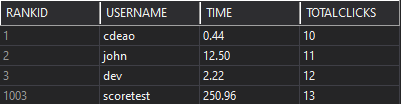 RANKID USERNAME TIME TOTALCLICKS
1 cdeao 0.44 10
2 john 12.50 11
3 dev 2.22 12
1003 scoretest 250.96 13